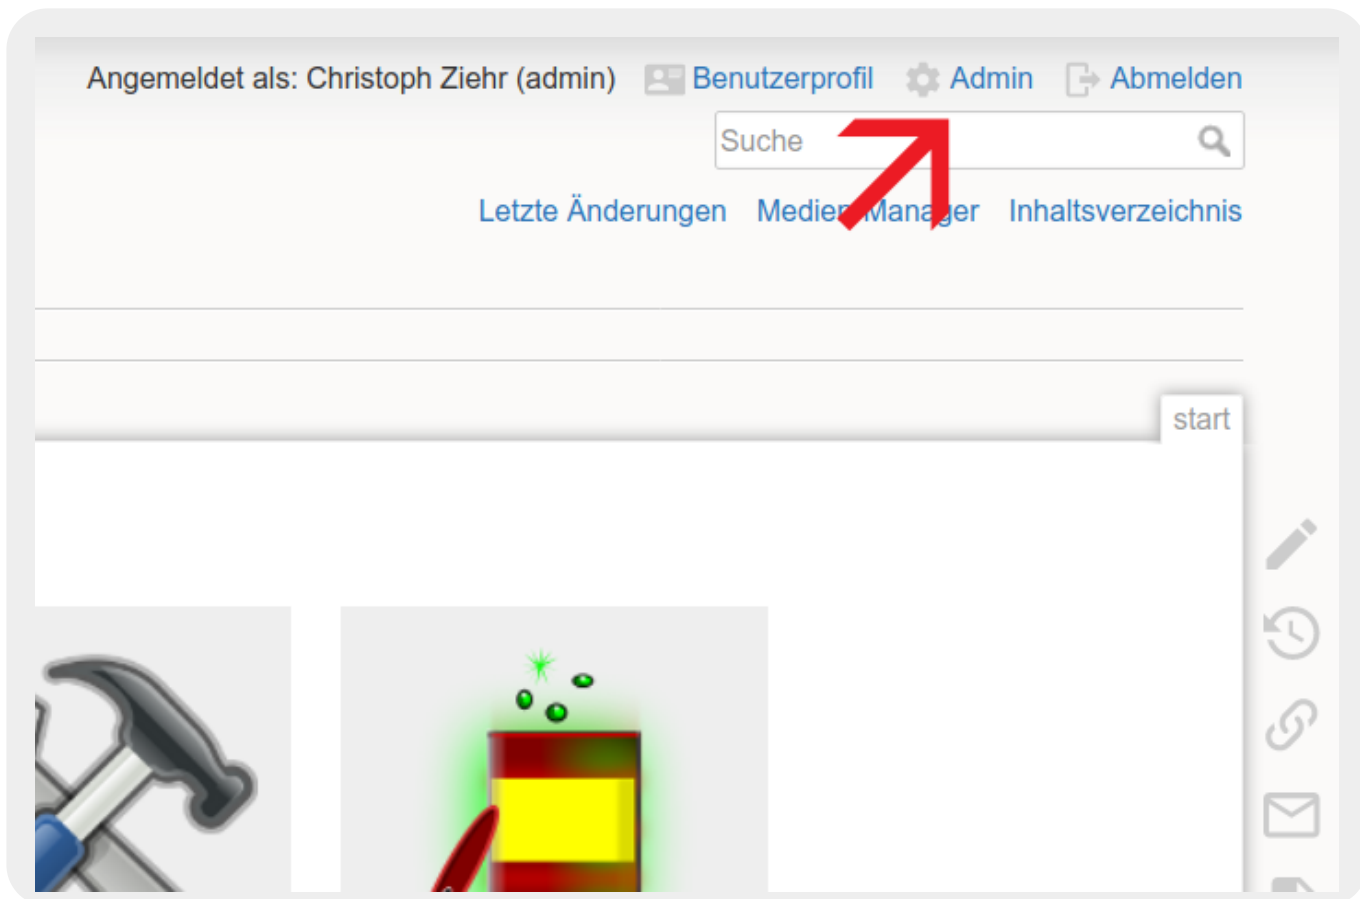 Angemeldet als: Christoph Ziehr (admin) Benutzerprofil Admin Abmelden
Suche
Letzte Änderungen Medien-Manager Inhaltsverzeichnis
start